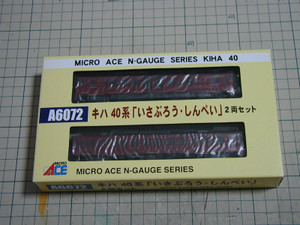 MICRO ACE N-GAUGE SERIES KIHA 40
A6072 キハ 40系「いさぶろう・しんぺい」2両セット
MICRO ACE
MICRO ACE N-GAUGE SERIES
A6072 キハ 40系「いさぶろう・しんぺい」